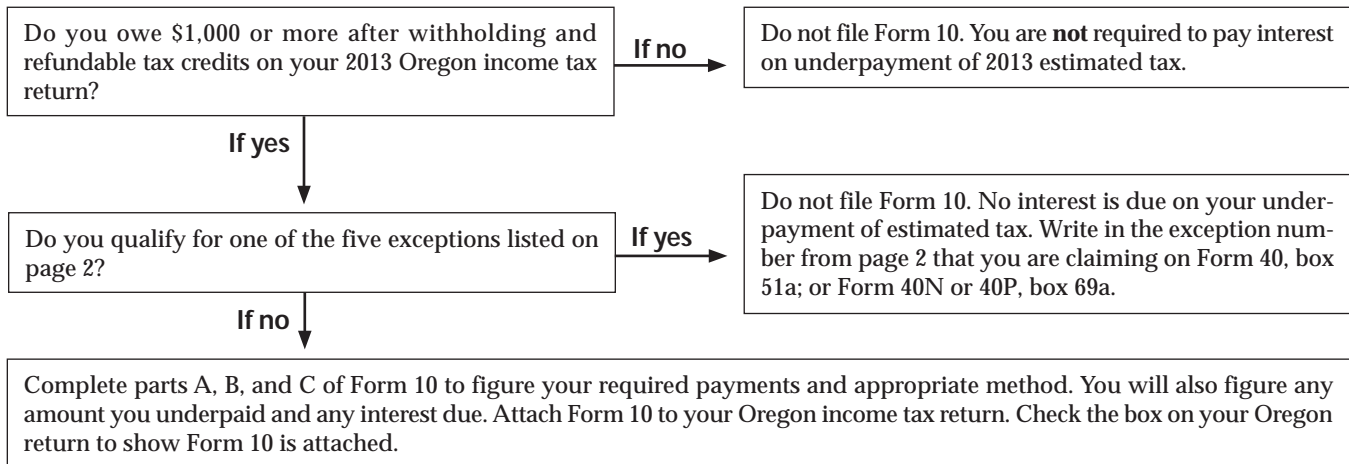 Do you owe $1,000 or more after withholding and
refundable tax credits on your 2013 Oregon income tax
return?
If no
Do not file Form 10. You are not required to pay interest
on underpayment of 2013 estimated tax.
If yes
Do you qualify for one of the five exceptions listed on
page 2?
If yes
Do not file Form 10. No interest is due on your under-
payment of estimated tax. Write in the exception num-
ber from page 2 that you are claiming on Form 40, box
51a; or Form 40N or 40P, box 69a.
If no
Complete parts A, B, and C of Form 10 to figure your required payments and appropriate method. You will also figure any
amount you underpaid and any interest due. Attach Form 10 to your Oregon income tax return. Check the box on your Oregon
return to show Form 10 is attached.